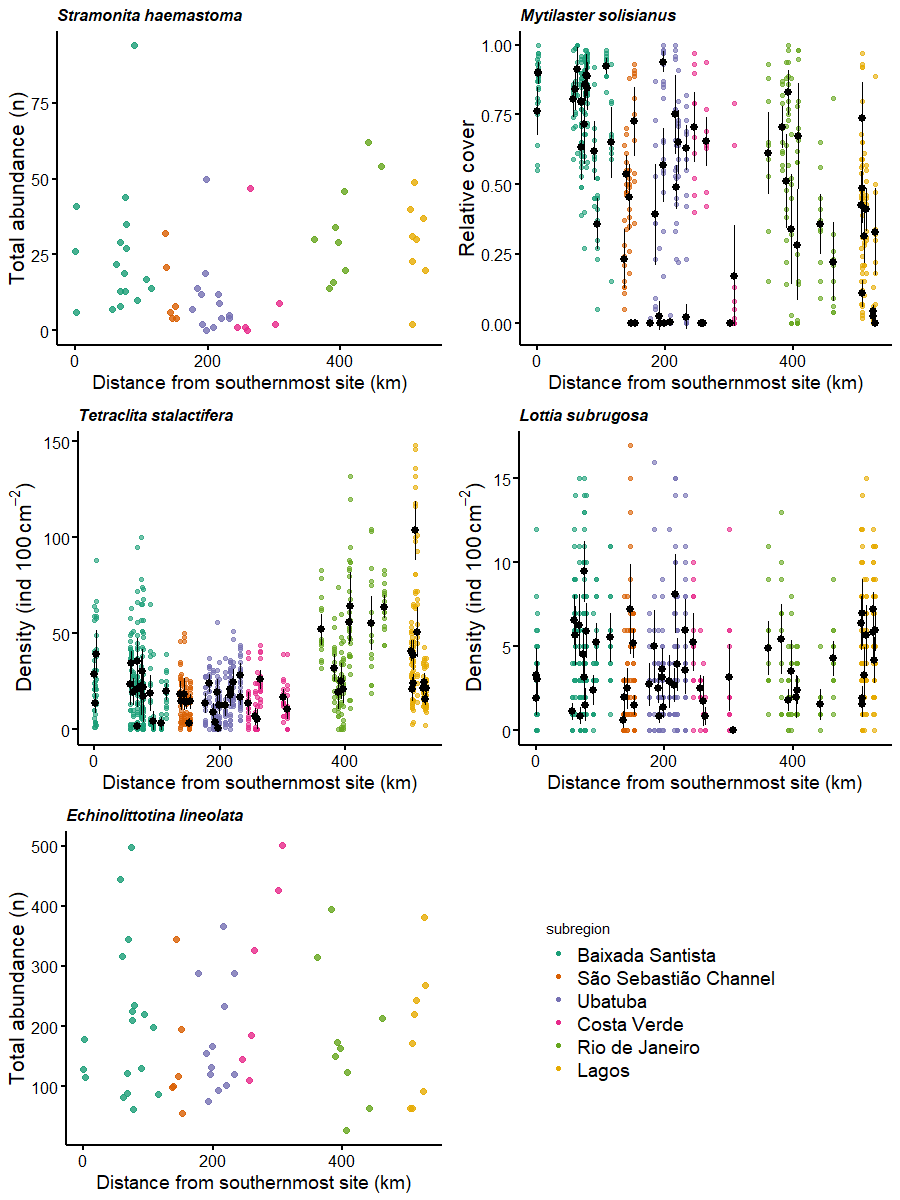 Stramonita haemastoma
Total abundance (n)
75
50
25
0
0 200 400
Distance from southernmost site (km)
Mytilaster solisianus
Relative cover
1.00
0.75
0.50
0.25
0.00
0 200 400
Distance from southernmost site (km)
Tetraclita stalactifera
Density (ind 100 cm−2)
150
100
50
0
0 200 400
Distance from southernmost site (km)
Lottia subrugosa
Density (ind 100 cm−2)
15
10
5
0
0 200 400
Distance from southernmost site (km)
Echinolittotina lineolata
Total abundance (n)
500
400
300
200
100
0 200 400
Distance from southernmost site (km)
subregion
Baixada Santista
São Sebastião Channel
Ubatuba
Costa Verde
Rio de Janeiro
Lagos